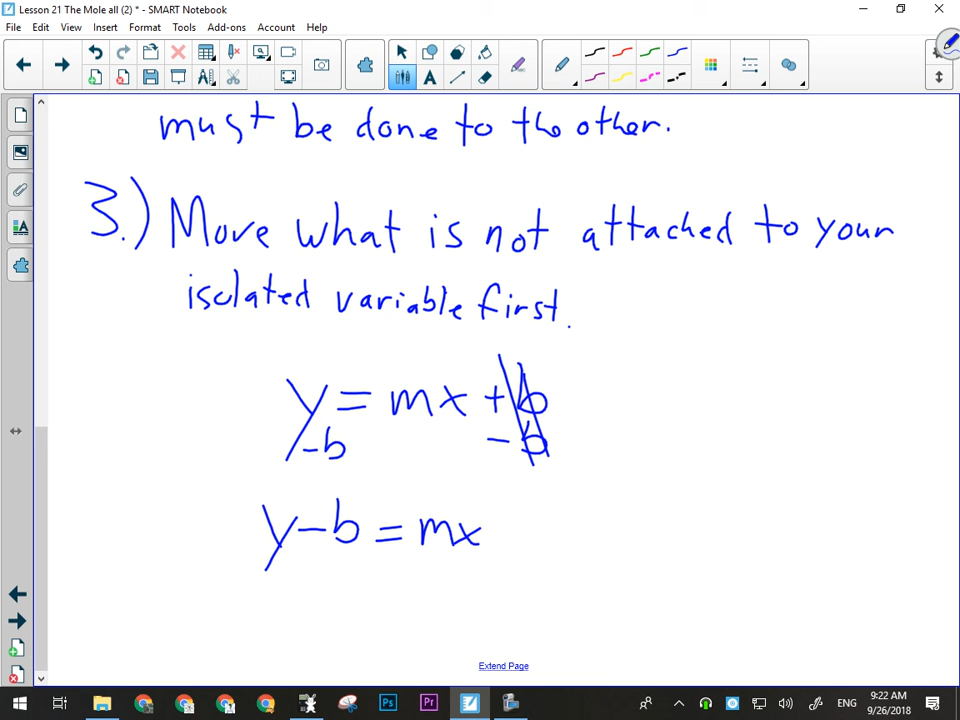 Lesson 21 The Mole all (2) * - SMART Notebook
File Edit View Insert Format Tools Add-ons Account Help
must be done to the other.
3.) Move what is not attached to your
isolated variable first.
y = mx + b
-b - b
y - b = mx
Extend Page
ENG
9:22 AM
9/26/2018